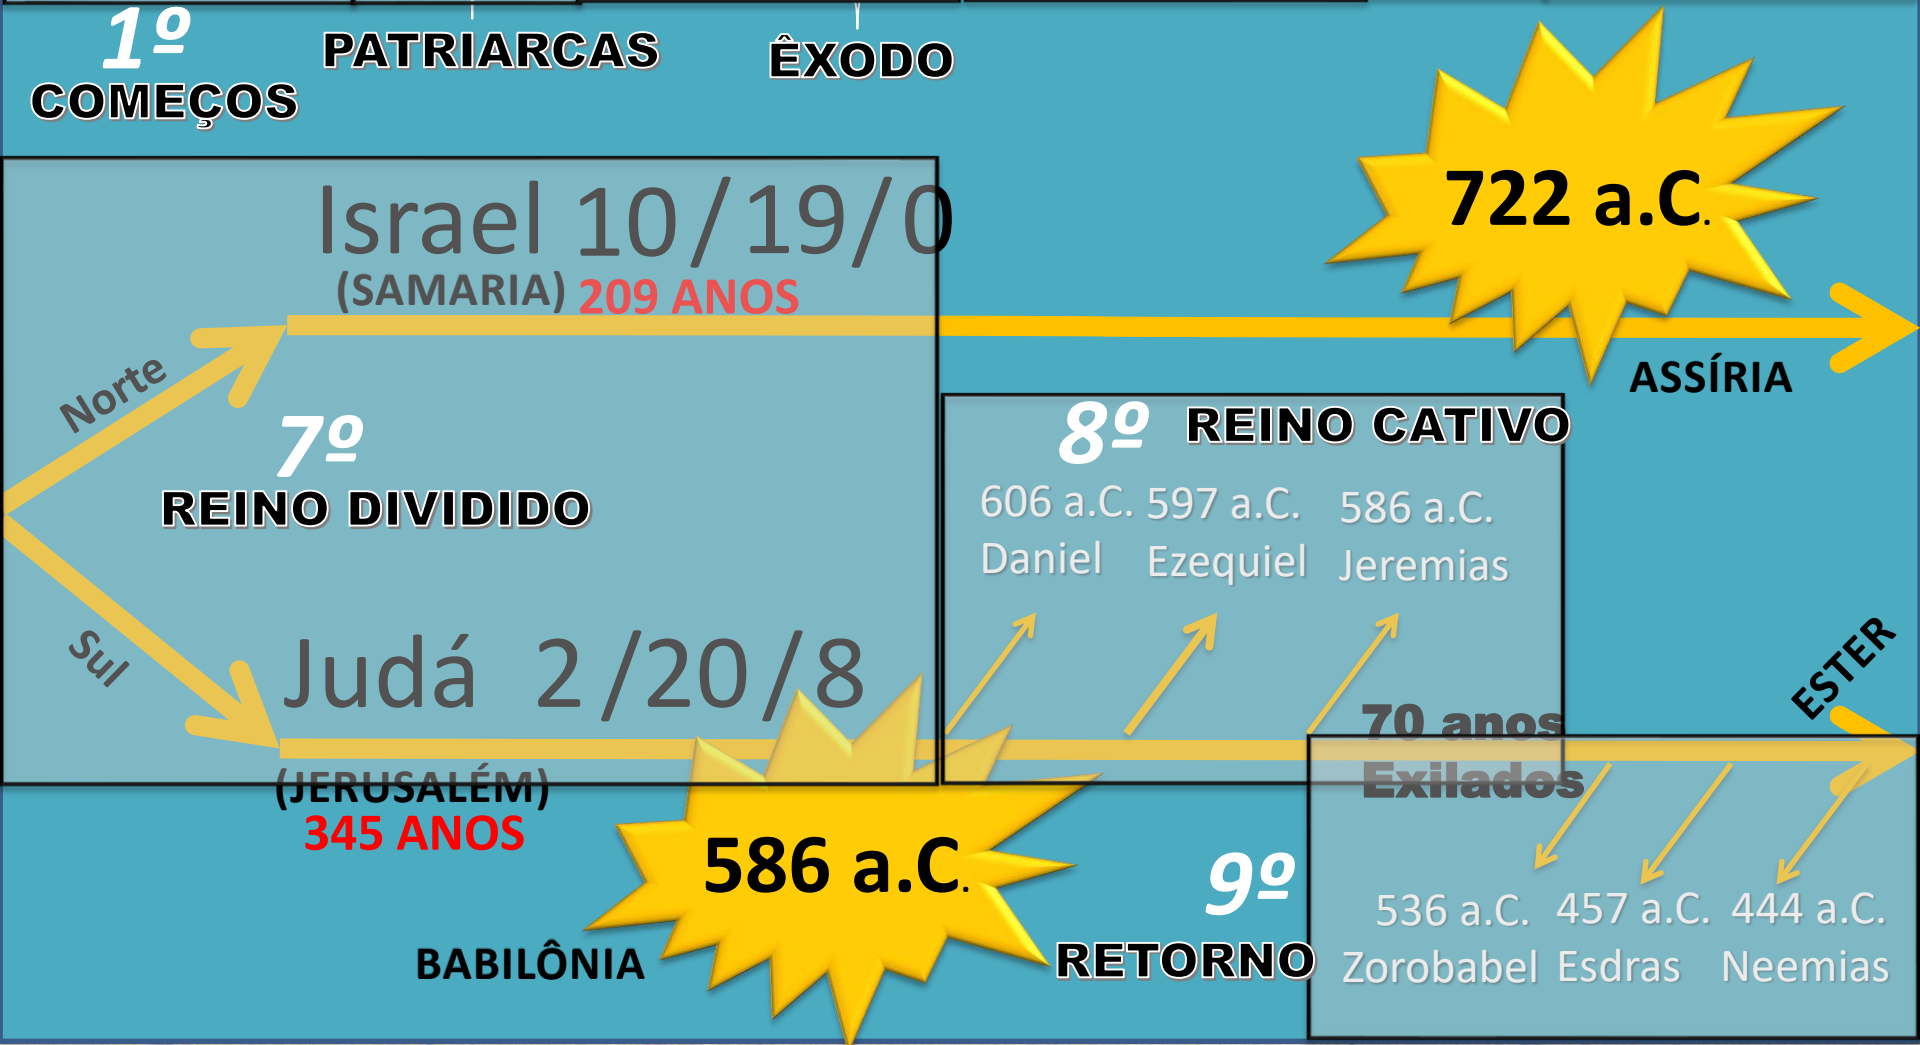 1º
COMEÇOS
PATRIARCAS
ÊXODO
722 a.C.
Israel 10/19/0
(SAMARIA) 209 ANOS
ASSÍRIA
Norte
7º
REINO DIVIDIDO
8º REINO CATIVO
606 a.C. 597 a.C. 586 a.C.
Daniel Ezequiel Jeremias
Sul
Judá 2/20/8
(JERUSALÉM)
345 ANOS
586 a.C.
BABILÔNIA
70 anos
Exilados
ESTER
9º
RETORNO
536 a.C. 457 a.C. 444 a.C.
Zorobabel Esdras Neemias